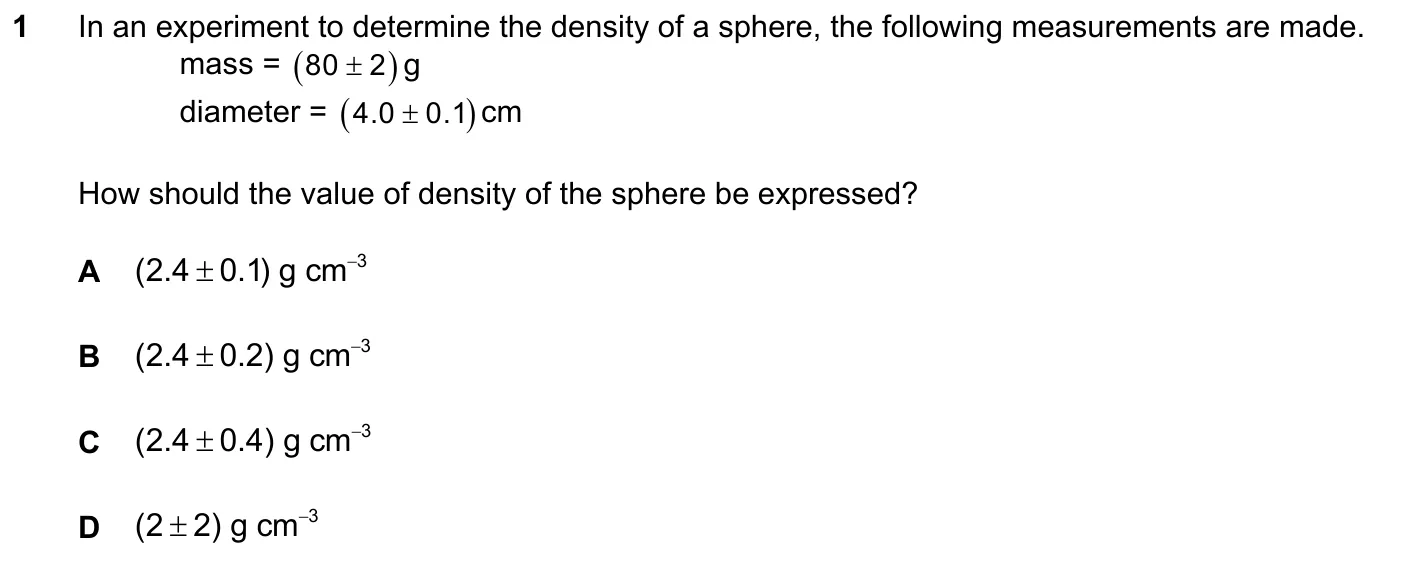 1 In an experiment to determine the density of a sphere, the following measurements are made.
mass = (80 ± 2) g
diameter = (4.0 ± 0.1) cm
How should the value of density of the sphere be expressed?
A (2.4 ± 0.1) g cm⁻³
B (2.4 ± 0.2) g cm⁻³
C (2.4 ± 0.4) g cm⁻³
D (2 ± 2) g cm⁻³